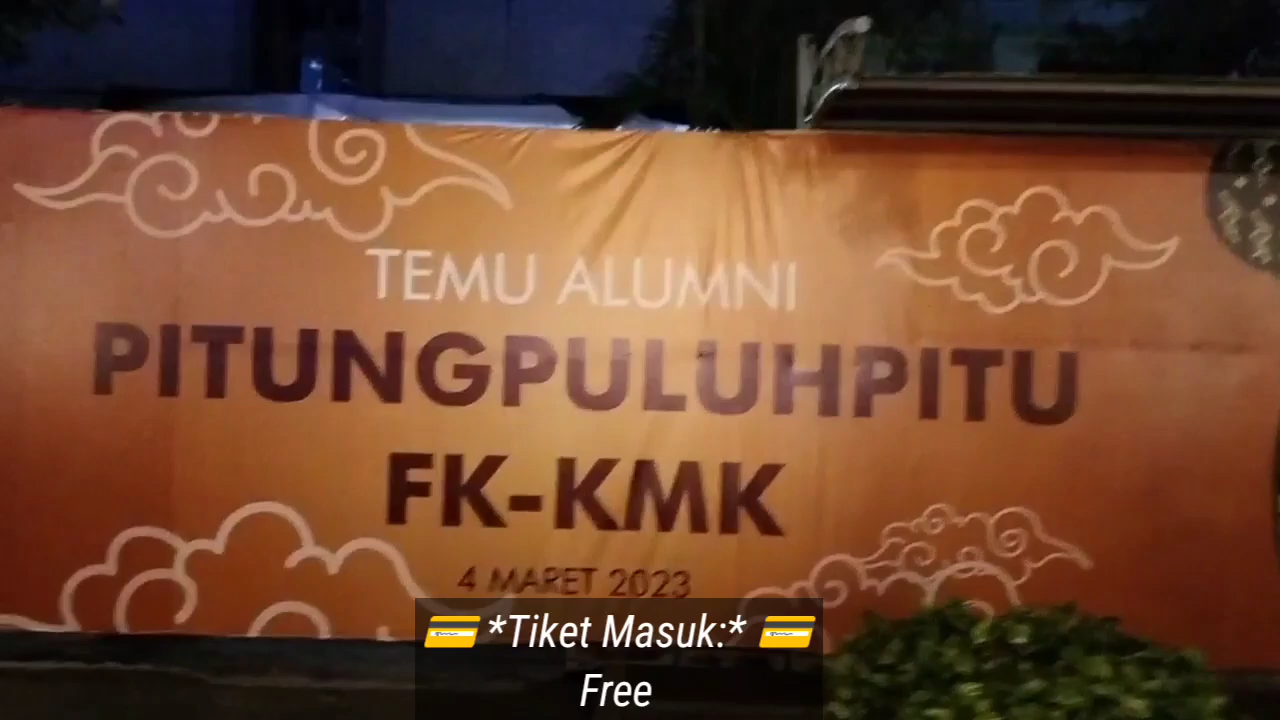 TEMU ALUMNI
PITUNGPULUHPITU
FK-KMK
4 MARET 2023
💳 *Tiket Masuk:* 💳
Free